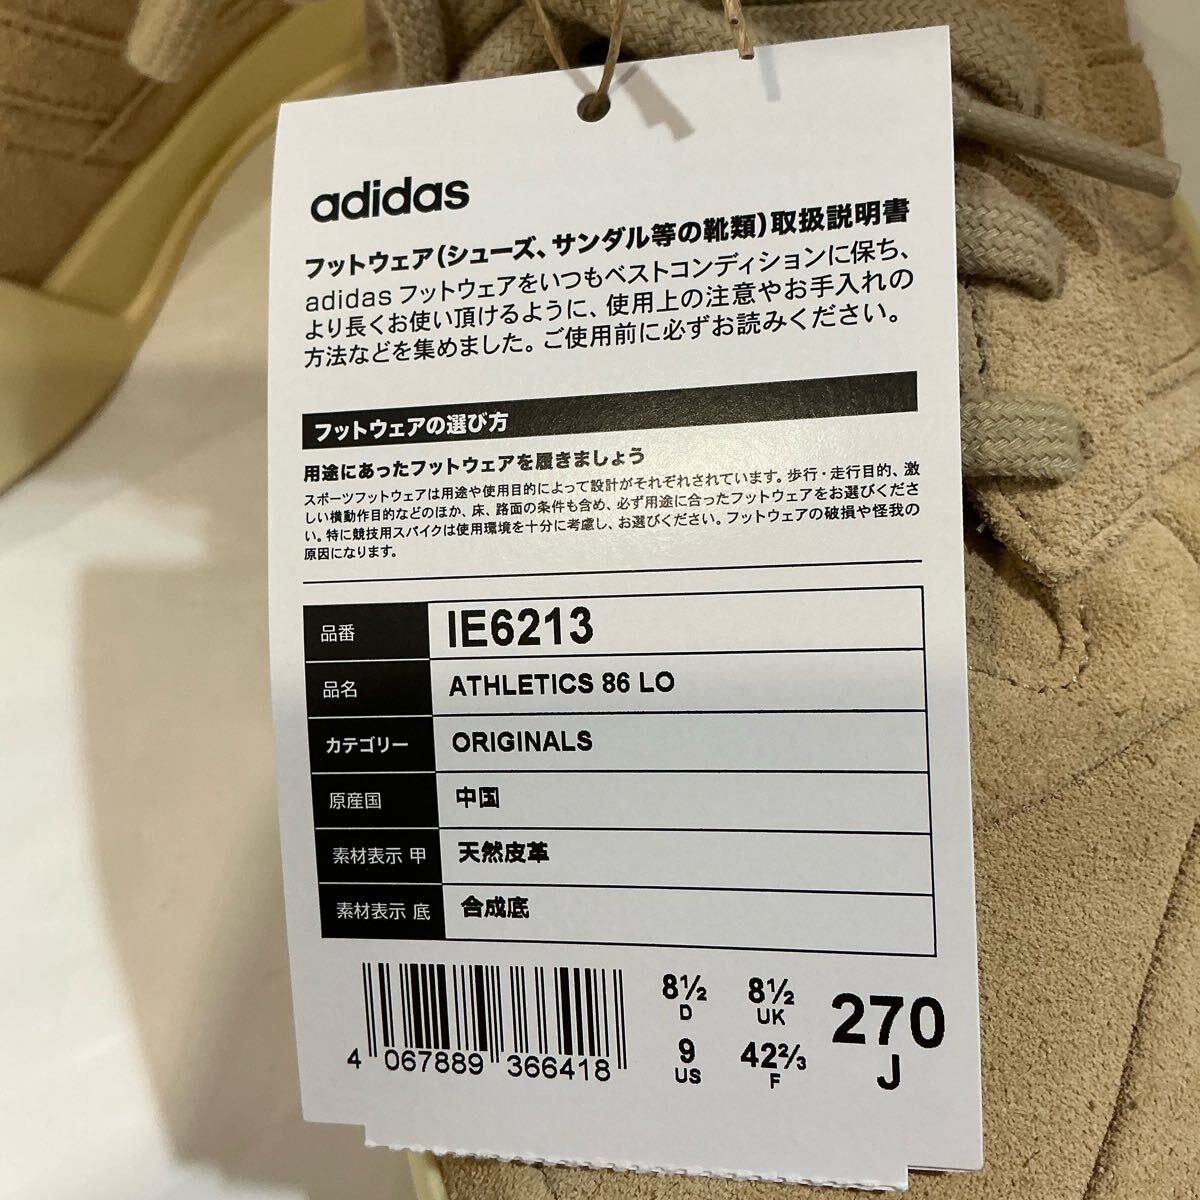 adidas
フットウェア(シューズ、サンダル等の靴類)取扱説明書
adidas フットウェアをいつもベストコンディションに保ち、
より長くお使い頂けるように、使用上の注意やお手入れの
方法などを集めました。ご使用前に必ずお読みください。
フットウェアの選び方
用途にあったフットウェアを履きましょう
スポーツフットウェアは用途や使用目的によって設計がそれぞれされています。歩行・走行目的、激
しい横動作目的などのほか、床、路面の条件も含め、必ず用途に合ったフットウェアをお選びくださ
い。特に競技用スパイクは使用環境を十分に考慮し、お選びください。フットウェアの破損や怪我の
原因になります。
品番 IE6213
品名 ATHLETICS 86 LO
カテゴリー ORIGINALS
原産国 中国
素材表示 甲 天然皮革
素材表示 底 合成底
4 067889 366418
8½ D
8½ UK
9 US
42⅔ F
270 J